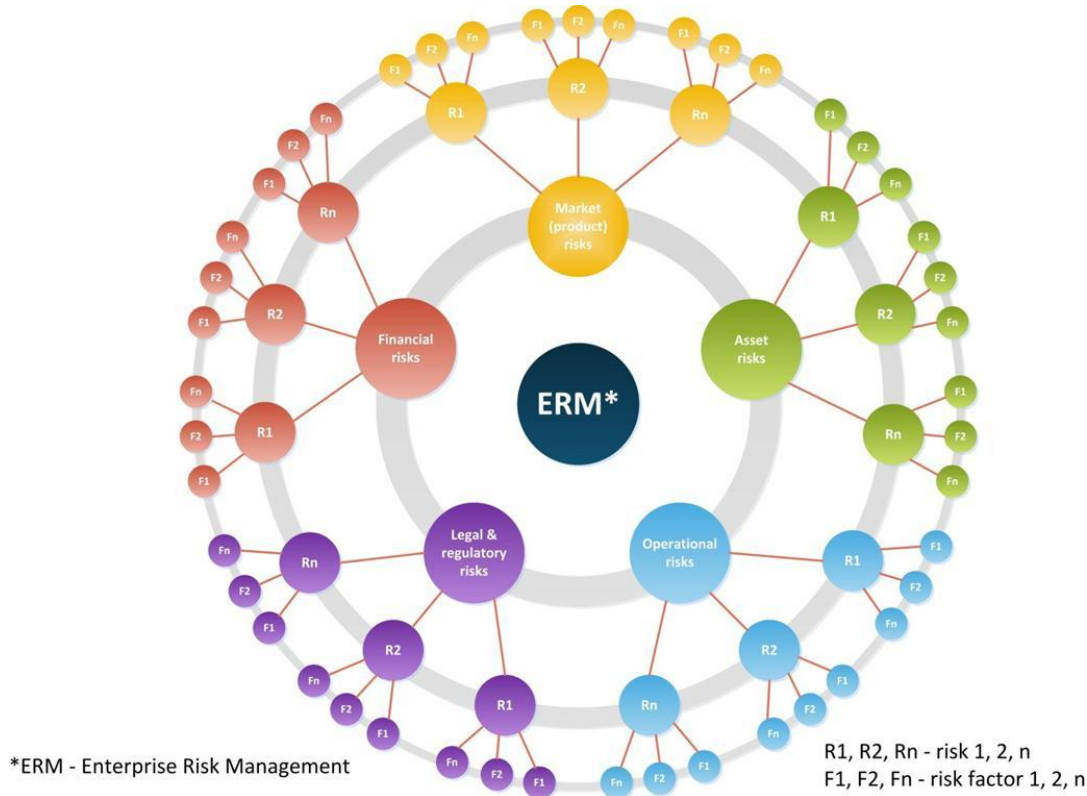 F1
F2
Fn
F1
F2
Fn
F1
F2
Fn
R1
R2
Rn
Market
(product)
risks
F1
F2
Fn
R1
F1
F2
Fn
R2
F1
F2
Fn
Rn
Asset
risks
F1
F2
Fn
R1
F1
F2
Fn
R2
F1
F2
Fn
Rn
Operational
risks
F1
F2
Fn
R1
F1
F2
Fn
R2
F1
F2
Fn
Rn
Legal &
regulatory
risks
F1
F2
Fn
R1
F1
F2
Fn
R2
F1
F2
Fn
Rn
Financial risks
ERM*
*ERM - Enterprise Risk Management
R1, R2, Rn - risk 1, 2, n
F1, F2, Fn - risk factor 1, 2, n